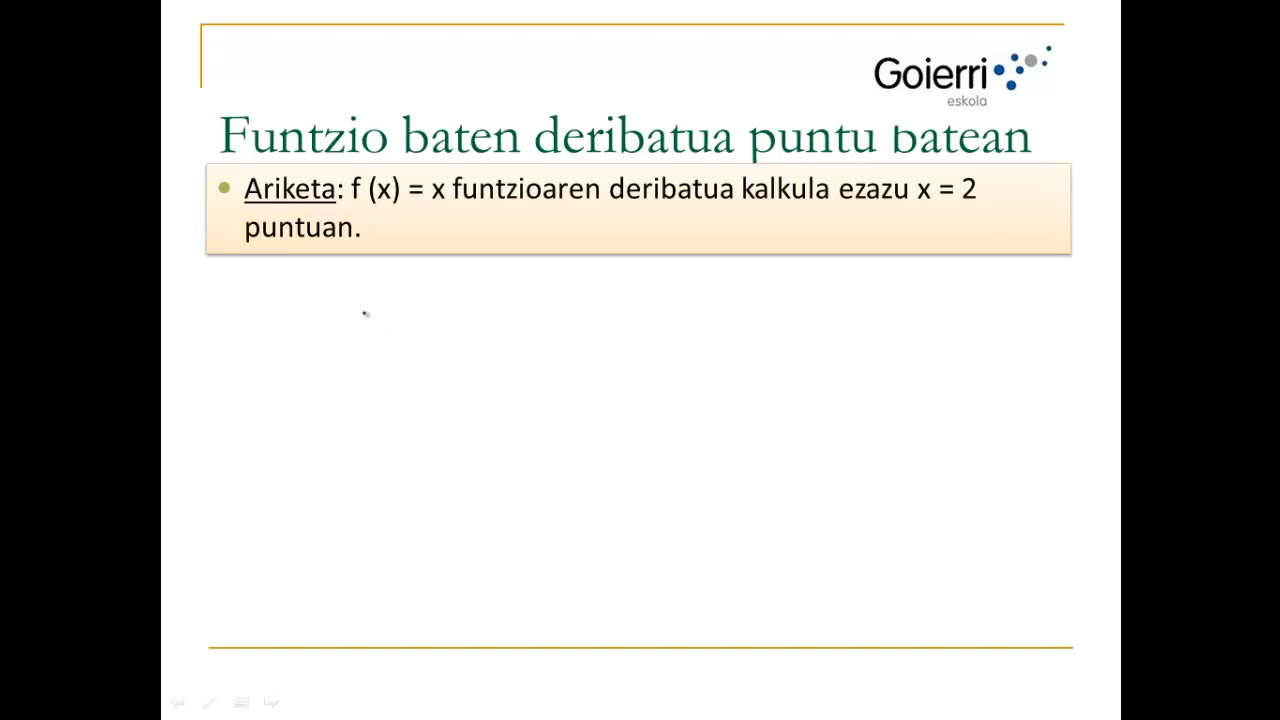 Goierri
eskola
Funtzio baten deribatua puntu batean
Ariketa: f (x) = x funtzioaren deribatua kalkula ezazu x = 2
puntuan.